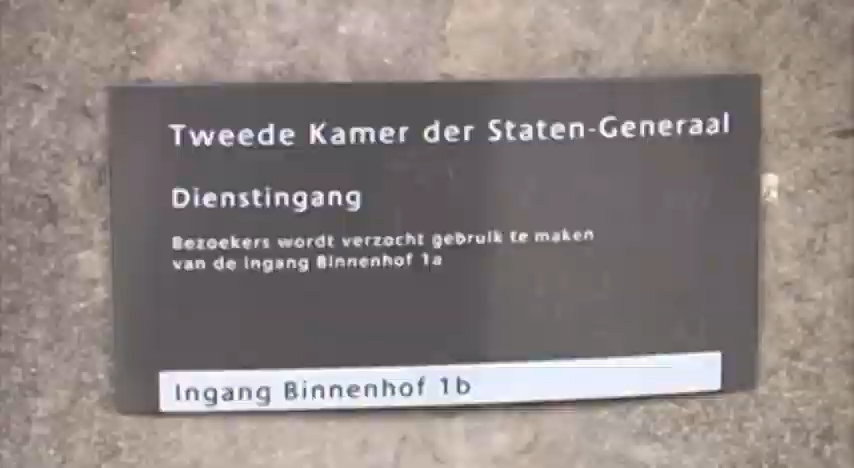 Tweede Kamer der Staten-Generaal
Dienstingang
Bezoekers wordt verzocht gebruik te maken
van de ingang Binnenhof 1a
Ingang Binnenhof 1b